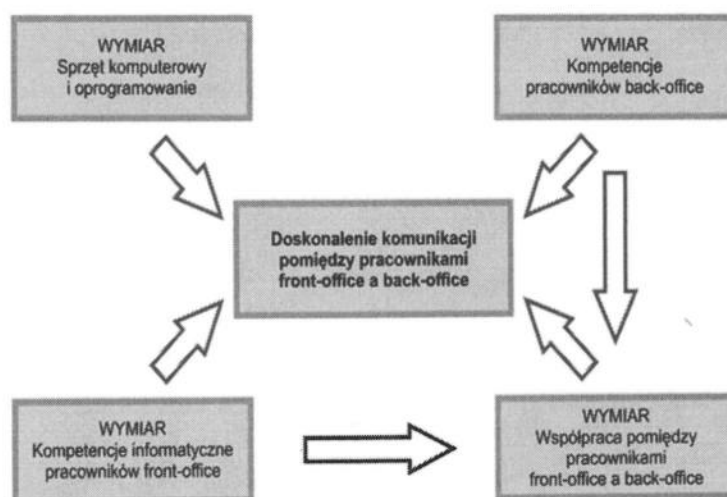 WYMIAR
Sprzęt komputerowy
i oprogramowanie
WYMIAR
Kompetencje
pracowników back-office
Doskonalenie komunikacji
pomiędzy pracownikami
front-office a back-office
WYMIAR
Kompetencje informatyczne
pracowników front-office
WYMIAR
Współpraca pomiędzy
pracownikami
front-office a back-office